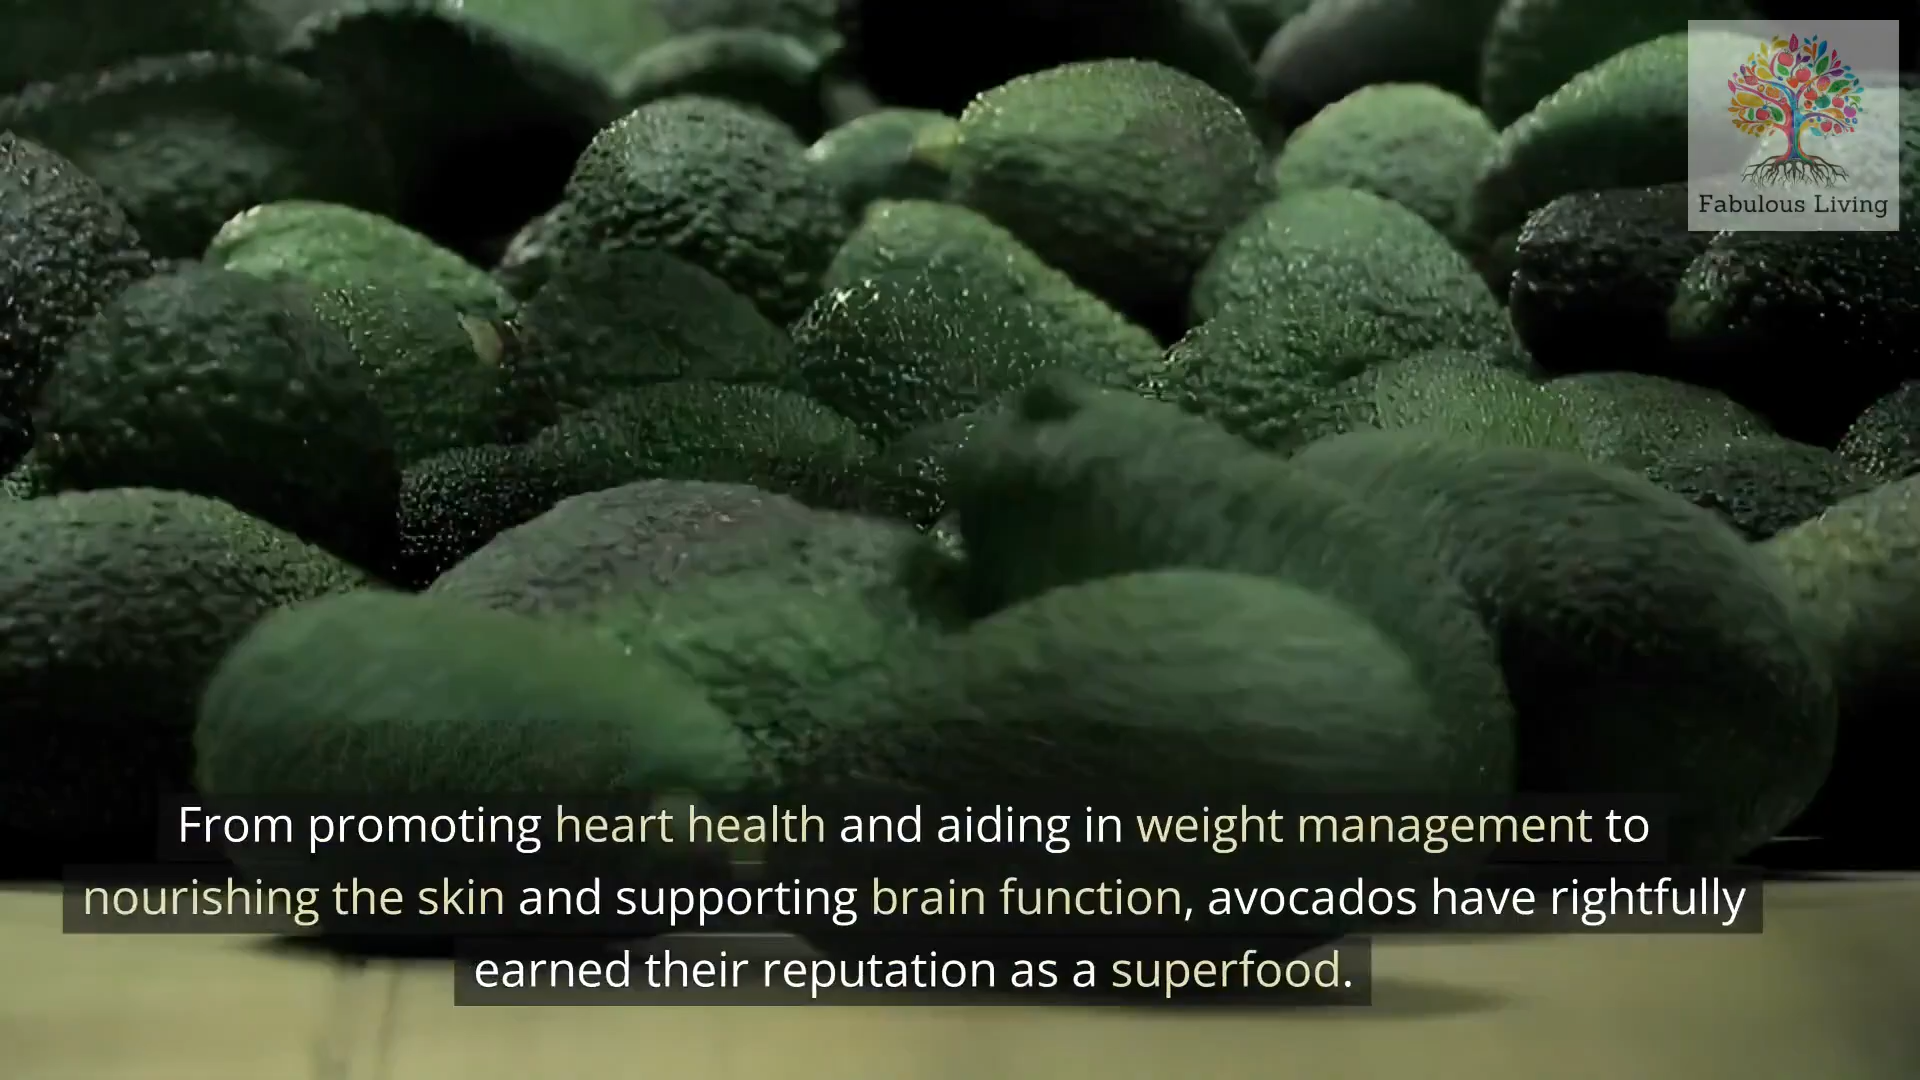 Fabulous Living
From promoting heart health and aiding in weight management to
nourishing the skin and supporting brain function, avocados have rightfully
earned their reputation as a superfood.